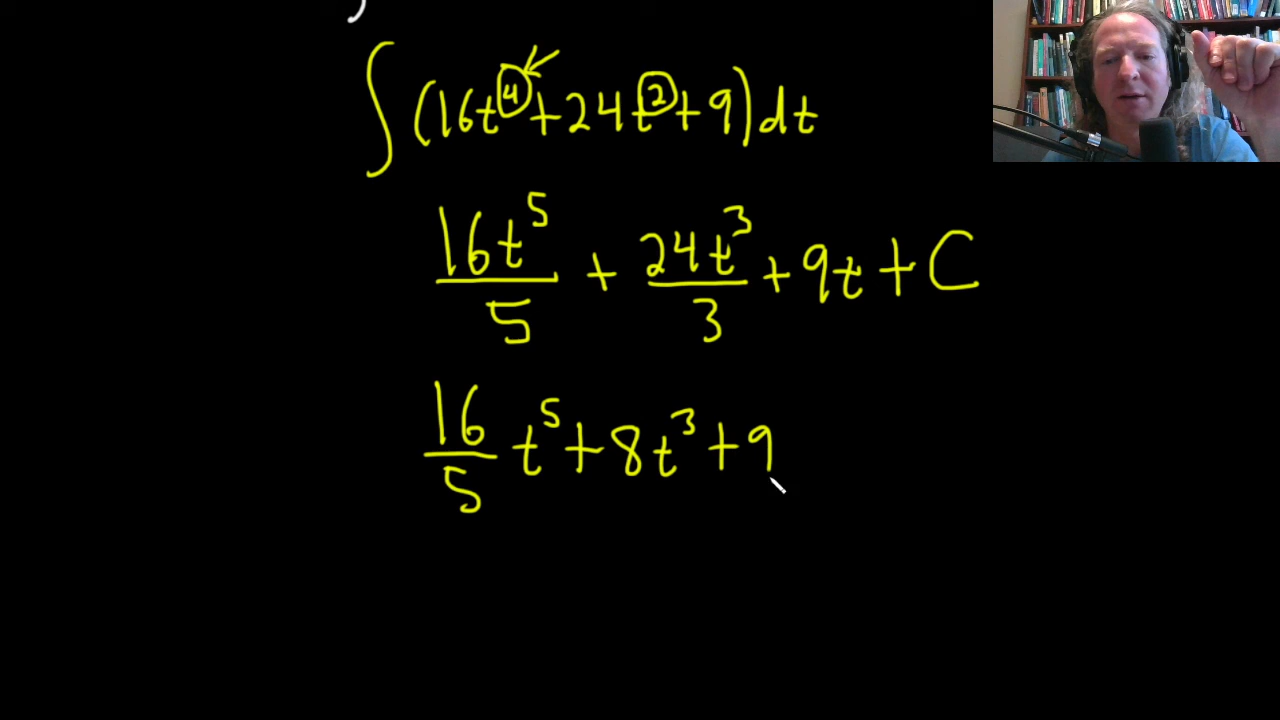 ∫(16t⁴+24t²+9)dt
16t⁵/5 + 24t³/3 + 9t + C
16/5 t⁵ + 8t³ + 9